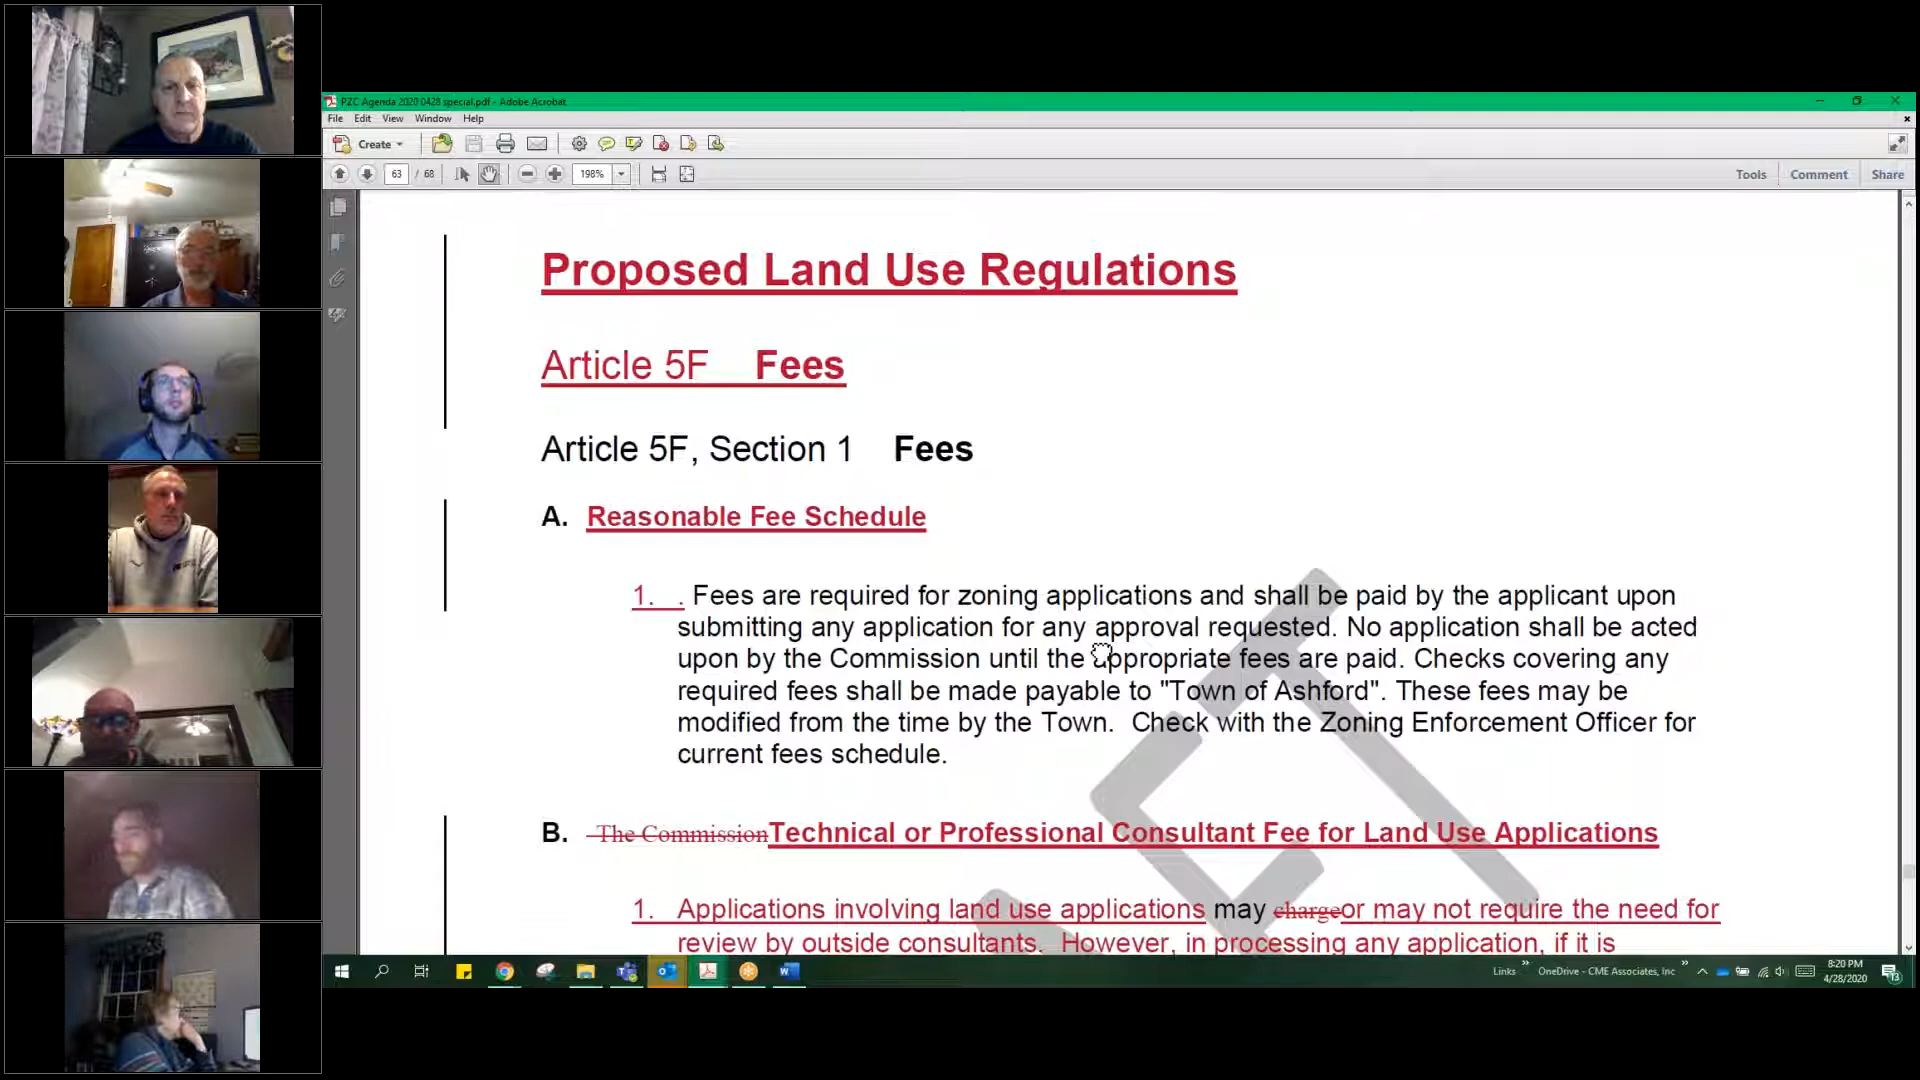 PZC Agenda 2020 0428 special.pdf - Adobe Acrobat
File Edit View Window Help
Create
63 / 68 198% Tools Comment Share
Proposed Land Use Regulations
Article 5F Fees
Article 5F, Section 1 Fees
A. Reasonable Fee Schedule
1. . Fees are required for zoning applications and shall be paid by the applicant upon
submitting any application for any approval requested. No application shall be acted
upon by the Commission until the appropriate fees are paid. Checks covering any
required fees shall be made payable to "Town of Ashford". These fees may be
modified from the time by the Town. Check with the Zoning Enforcement Officer for
current fees schedule.
B. The CommissionTechnical or Professional Consultant Fee for Land Use Applications
1. Applications involving land use applications may chargeor may not require the need for
review by outside consultants. However, in processing any application, if it is
Links OneDrive - CME Associates, Inc 8:20 PM
4/28/2020